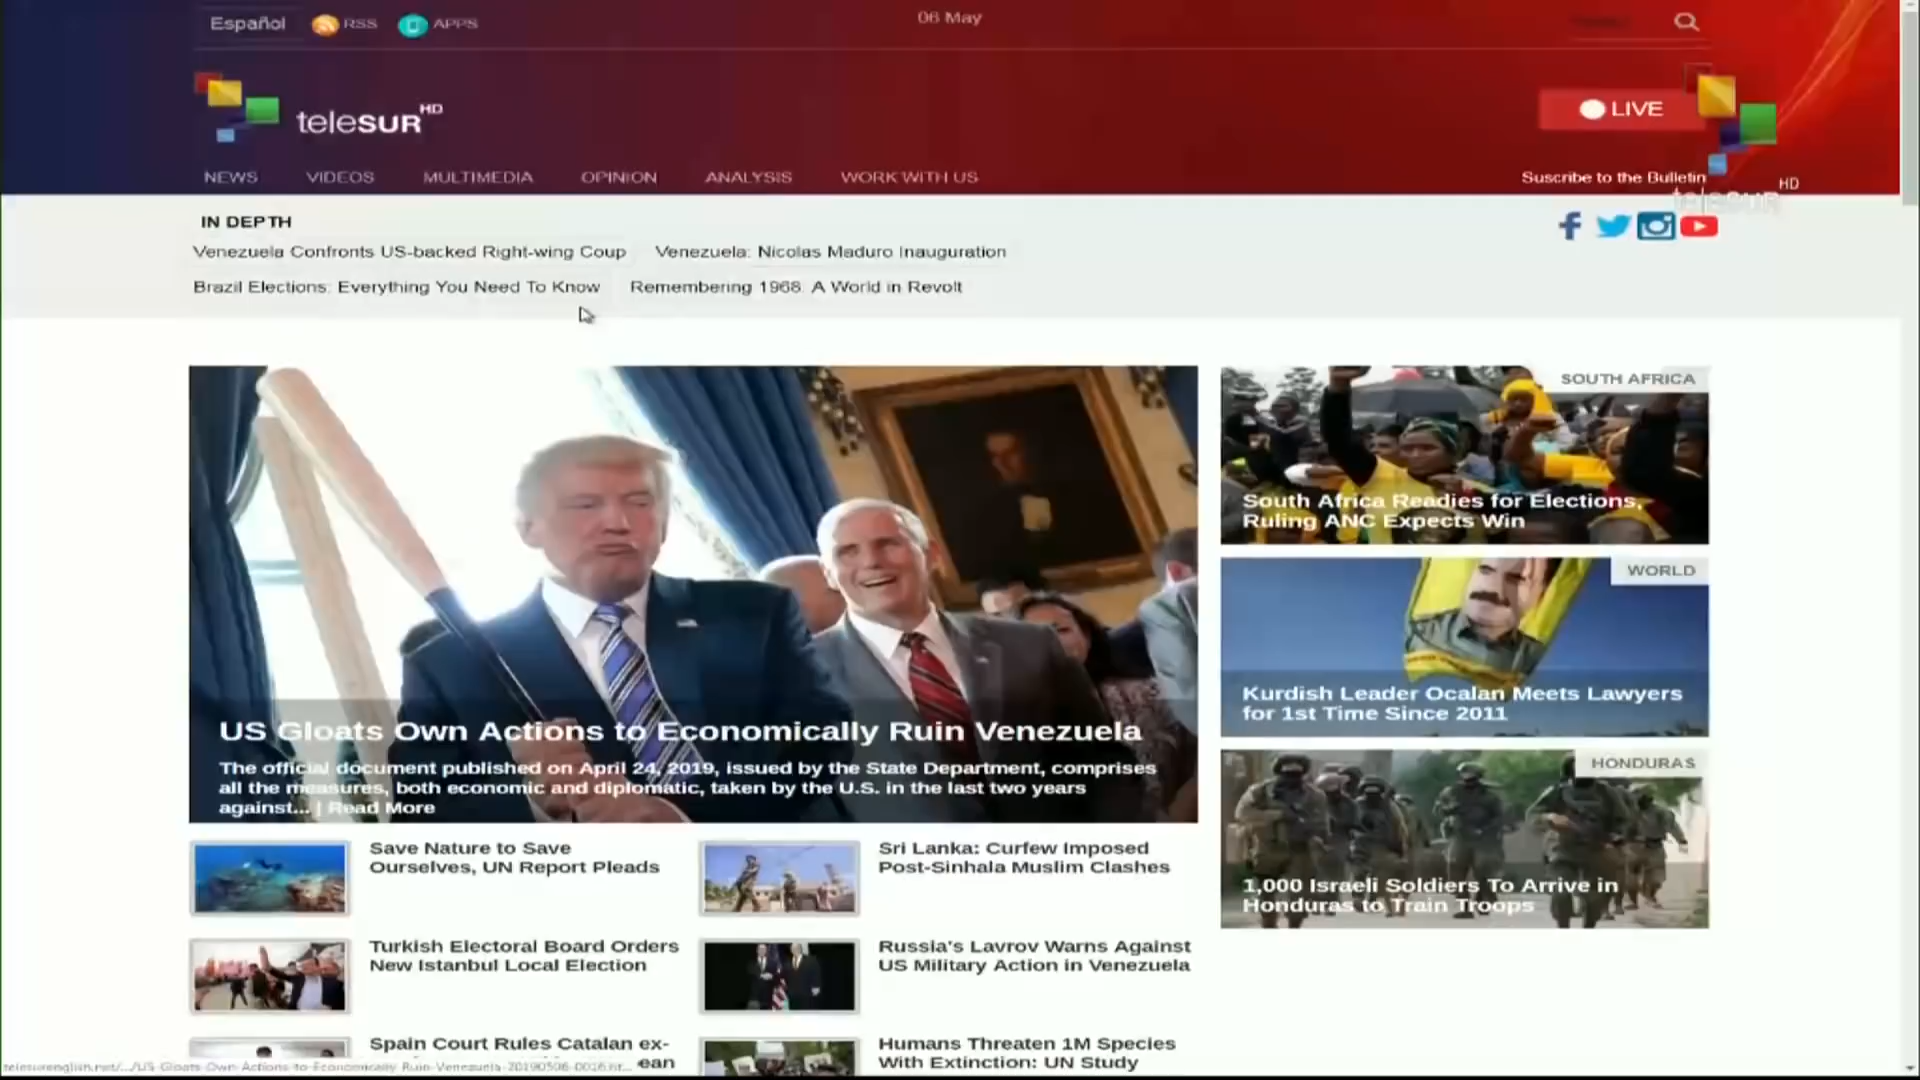 Español
RSS
APPS
06 May
teleSUR HD
LIVE
NEWS
VIDEOS
MULTIMEDIA
OPINION
ANALYSIS
WORK WITH US
Suscribe to the Bulletin
HD
IN DEPTH
Venezuela Confronts US-backed Right-wing Coup
Venezuela: Nicolas Maduro Inauguration
Brazil Elections: Everything You Need To Know
Remembering 1968. A World in Revolt
US Gloats Own Actions to Economically Ruin Venezuela
The official document published on April 24, 2019, issued by the State Department, comprises
all the measures, both economic and diplomatic, taken by the U.S. in the last two years
against... | Read More
SOUTH AFRICA
South Africa Readies for Elections,
Ruling ANC Expects Win
WORLD
Kurdish Leader Ocalan Meets Lawyers
for 1st Time Since 2011
HONDURAS
1,000 Israeli Soldiers To Arrive in
Honduras to Train Troops
Save Nature to Save
Ourselves, UN Report Pleads
Sri Lanka: Curfew Imposed
Post-Sinhala Muslim Clashes
Turkish Electoral Board Orders
New Istanbul Local Election
Russia's Lavrov Warns Against
US Military Action in Venezuela
Spain Court Rules Catalan ex-
ean
Humans Threaten 1M Species
With Extinction: UN Study